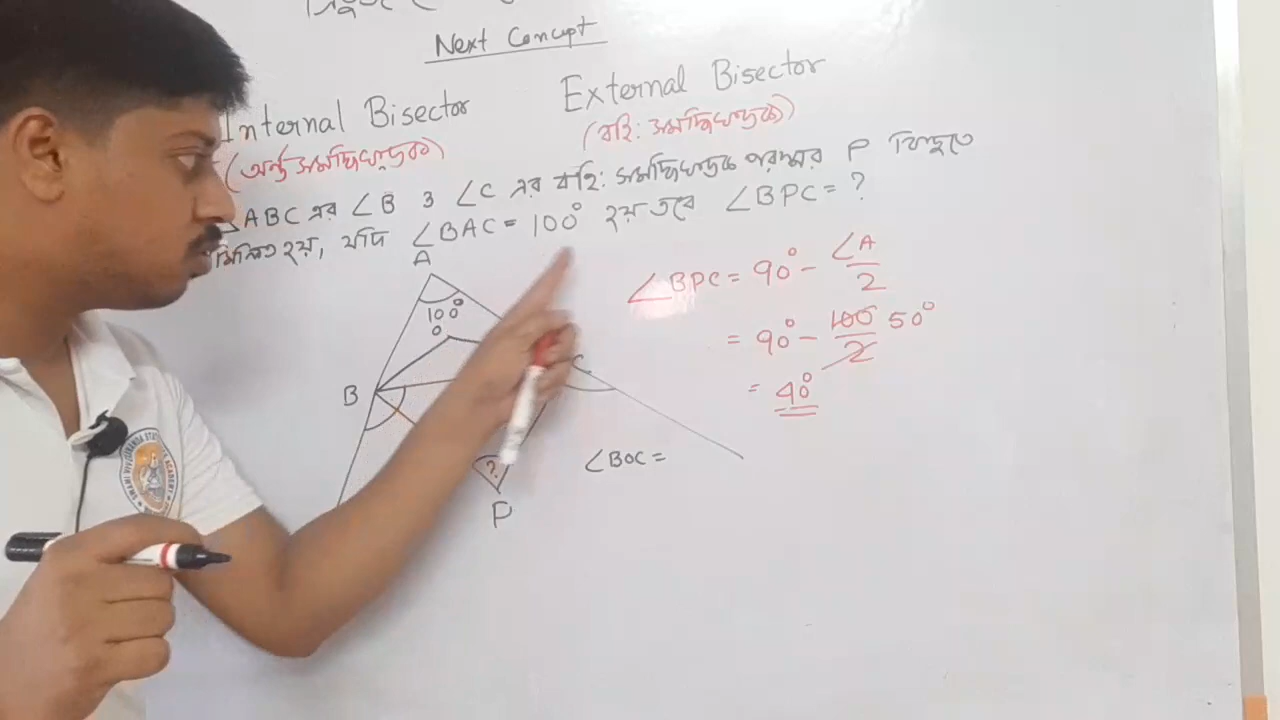 Next Concept
Internal Bisector
External Bisector
(অর্ন্তসমদ্বিখণ্ডক)
(বহি: সমদ্বিখণ্ডক)
ABC এর ∠B ও ∠C এর বহি: সমদ্বিখণ্ডক পরস্পর P বিন্দুতে
মিলিত হয়, যদি ∠BAC = 100° হয় তবে ∠BPC = ?
A
100°
O
B
C
?
P
∠BPC = 90° - ∠A/2
= 90° - 100/2 50°
= 40°
∠BOC =